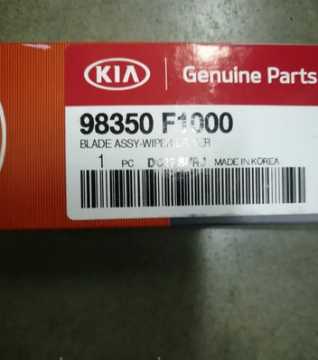 KIA Genuine Parts
98350 F1000
BLADE ASSY-WIPER
1 PC MADE IN KOREA